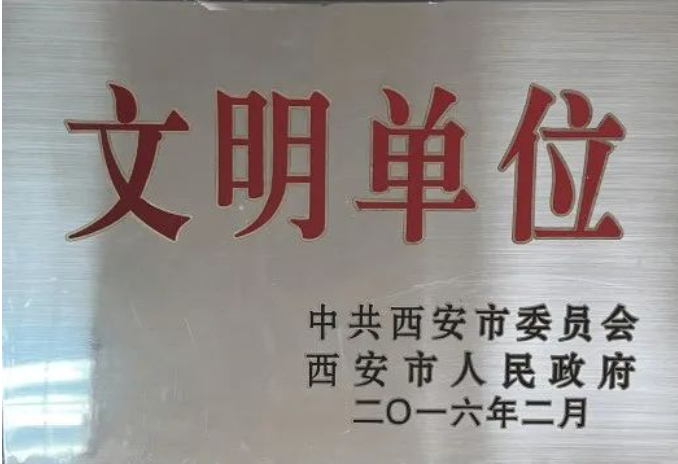 文明单位
中共西安市委员会
西安市人民政府
二〇一六年二月